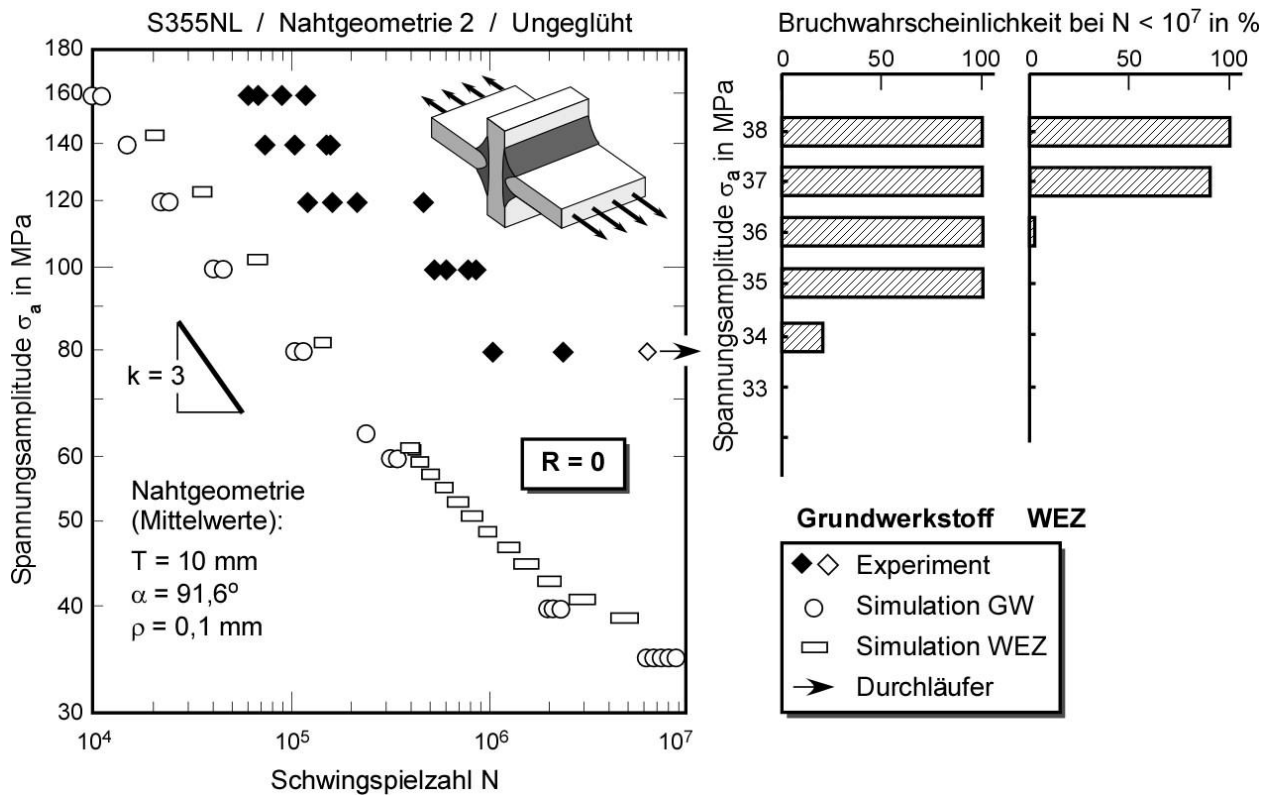 S355NL / Nahtgeometrie 2 / Ungeglüht
180
160
140
120
100
80
60
50
40
30
Spannungsamplitude σa in MPa
k = 3
R = 0
Nahtgeometrie
(Mittelwerte):
T = 10 mm
α = 91,6º
ρ = 0,1 mm
10⁴ 10⁵ 10⁶ 10⁷
Schwingspielzahl N
Bruchwahrscheinlichkeit bei N < 10⁷ in %
0 50 100 0 50 100
Spannungsamplitude σa in MPa
38
37
36
35
34
33
Grundwerkstoff WEZ
Experiment
Simulation GW
Simulation WEZ
Durchläufer